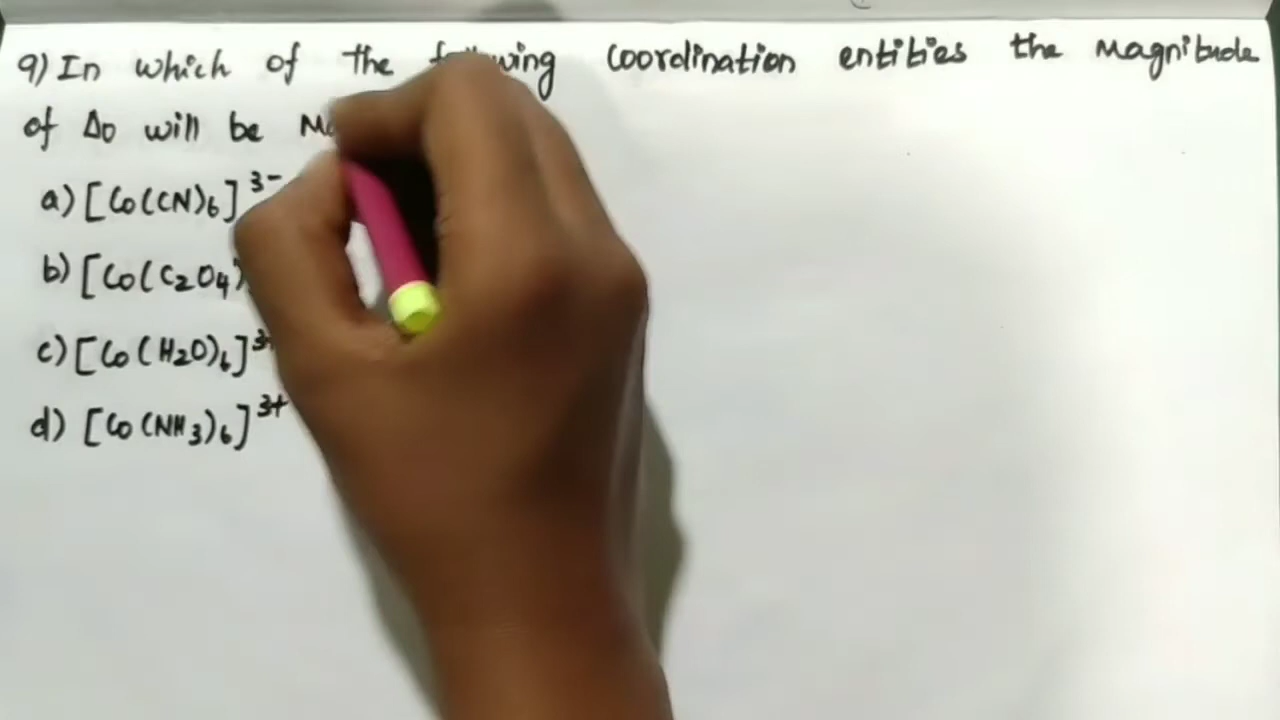 9) In which of the coordination entities the Magnitude
of Δo will be
a) [Co(CN)6]3-
b) [Co(C2O4)
c) [Co(H2O)6]3+
d) [Co(NH3)6]3+